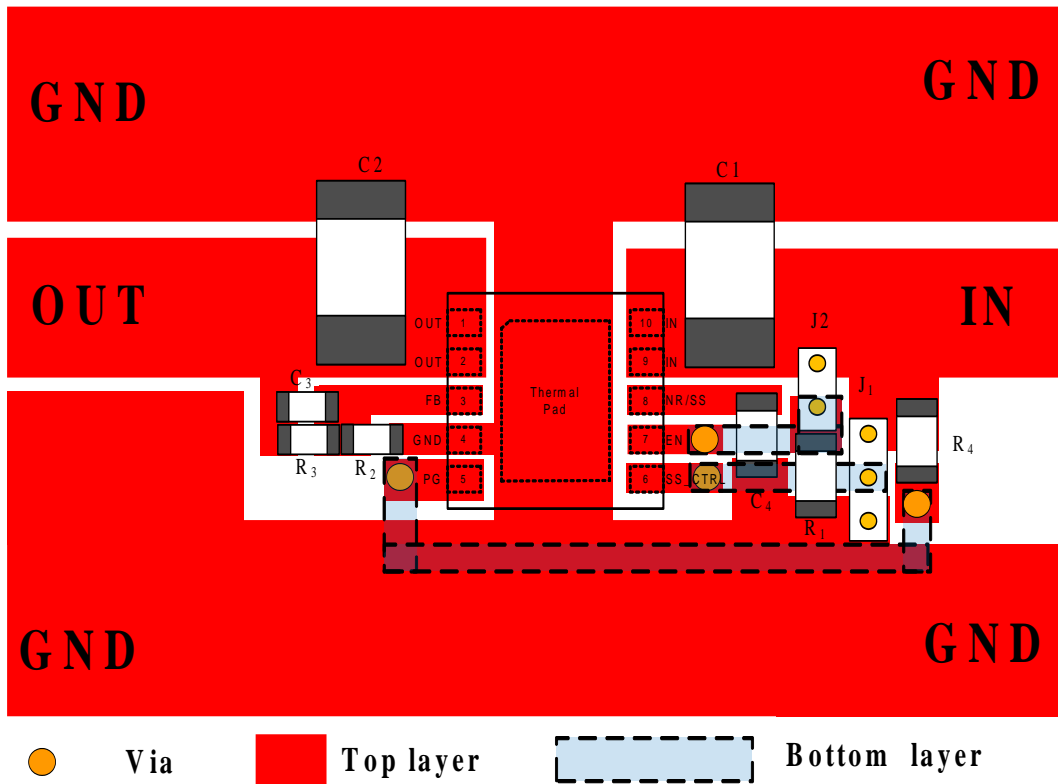 GND
GND
C2
C1
OUT
IN
J2
OUT 1
10 IN
OUT 2
9 IN
Thermal
Pad
C3
J1
FB 3
8 NR/SS
GND 4
7 EN
R3
R2
R4
PG 5
6 SS_CTRL
C4
R1
GND
GND
Via
Top layer
Bottom layer